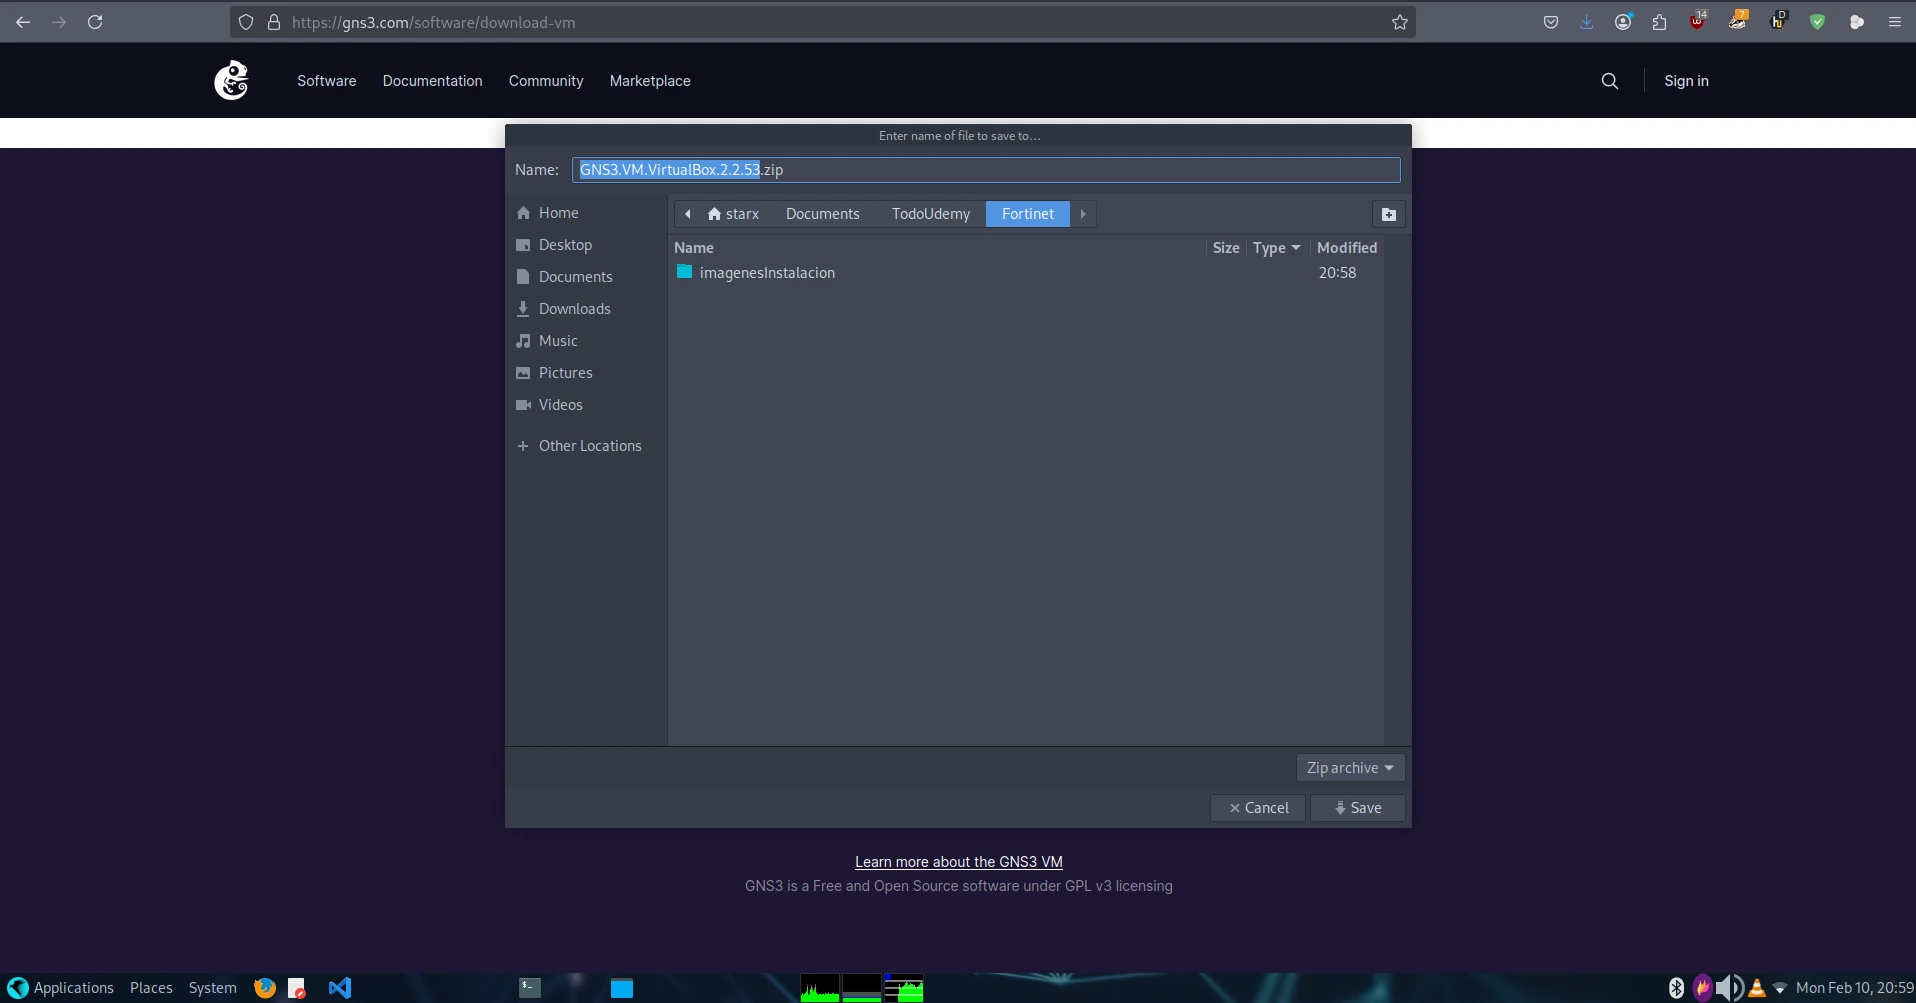 https://gns3.com/software/download-vm
14
7
D
Software Documentation Community Marketplace Sign in
Enter name of file to save to...
Name: GNS3.VM.VirtualBox.2.2.53.zip
Home
Desktop
Documents
Downloads
Music
Pictures
Videos
Other Locations
starx Documents TodoUdemy Fortinet
Name Size Type Modified
imagenesInstalacion 20:58
Zip archive
Cancel Save
Learn more about the GNS3 VM
GNS3 is a Free and Open Source software under GPL v3 licensing
Applications Places System Mon Feb 10, 20:59